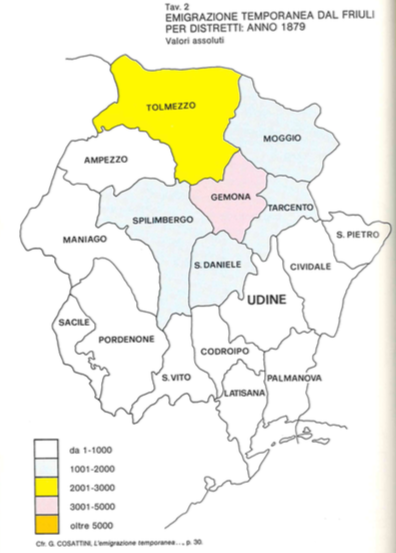 Tav. 2
EMIGRAZIONE TEMPORANEA DAL FRIULI
PER DISTRETTI: ANNO 1879
Valori assoluti
TOLMEZZO
MOGGIO
AMPEZZO
GEMONA
TARCENTO
SPILIMBERGO
S. PIETRO
MANIAGO
S. DANIELE
CIVIDALE
UDINE
SACILE
PORDENONE
CODROIPO
S. VITO
PALMANOVA
LATISANA
da 1-1000
1001-2000
2001-3000
3001-5000
oltre 5000
Cfr. G. COSATTINI, L'emigrazione temporanea..., p. 30.